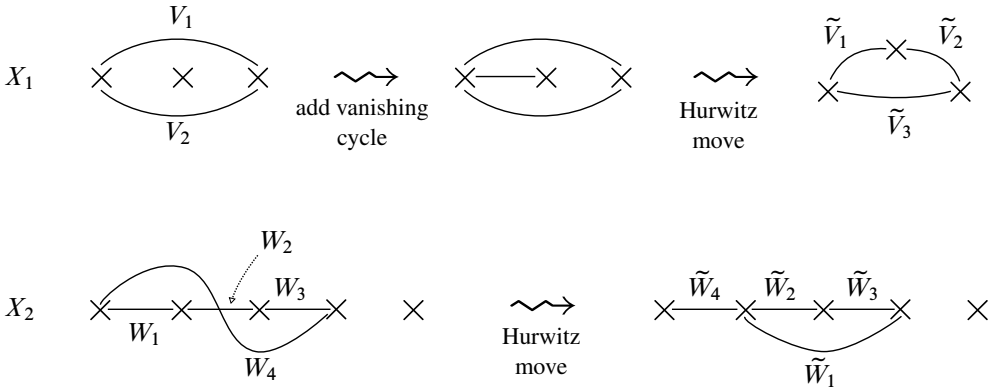 V₁
X₁
V₂
add vanishing
cycle
Hurwitz
move
Ṽ₁ Ṽ₂
Ṽ₃
W₂
X₂
W₁
W₃
W₄
Hurwitz
move
W̃₄ W̃₂ W̃₃
W̃₁